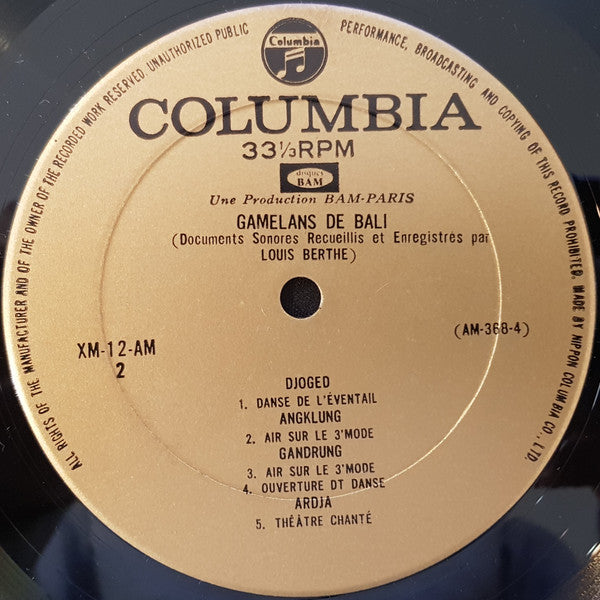 ALL RIGHTS OF THE MANUFACTURER AND OF THE OWNER OF THE RECORDED WORK RESERVED. UNAUTHORIZED PUBLIC PERFORMANCE, BROADCASTING AND COPYING OF THIS RECORD PROHIBITED. MADE BY NIPPON COLUMBIA CO., LTD.
Columbia
COLUMBIA
33⅓RPM
disques
BAM
Une Production BAM-PARIS
GAMELANS DE BALI
(Documents Sonores Recueillis et Enregistrés par
LOUIS BERTHE)
XM-12-AM
2
(AM-368-4)
DJOGED
1. DANSE DE L'ÉVENTAIL
ANGKLUNG
2. AIR SUR LE 3'MODE
GANDRUNG
3. AIR SUR LE 3'MODE
4. OUVERTURE DT DANSE
ARDJA
5. THÉÂTRE CHANTÉ